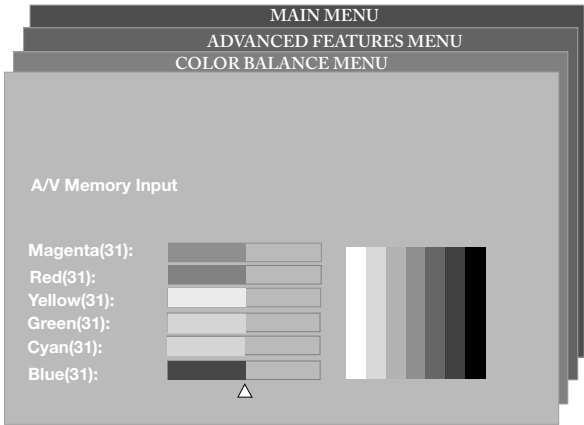 MAIN MENU
ADVANCED FEATURES MENU
COLOR BALANCE MENU
A/V Memory Input
Magenta(31):
Red(31):
Yellow(31):
Green(31):
Cyan(31):
Blue(31):